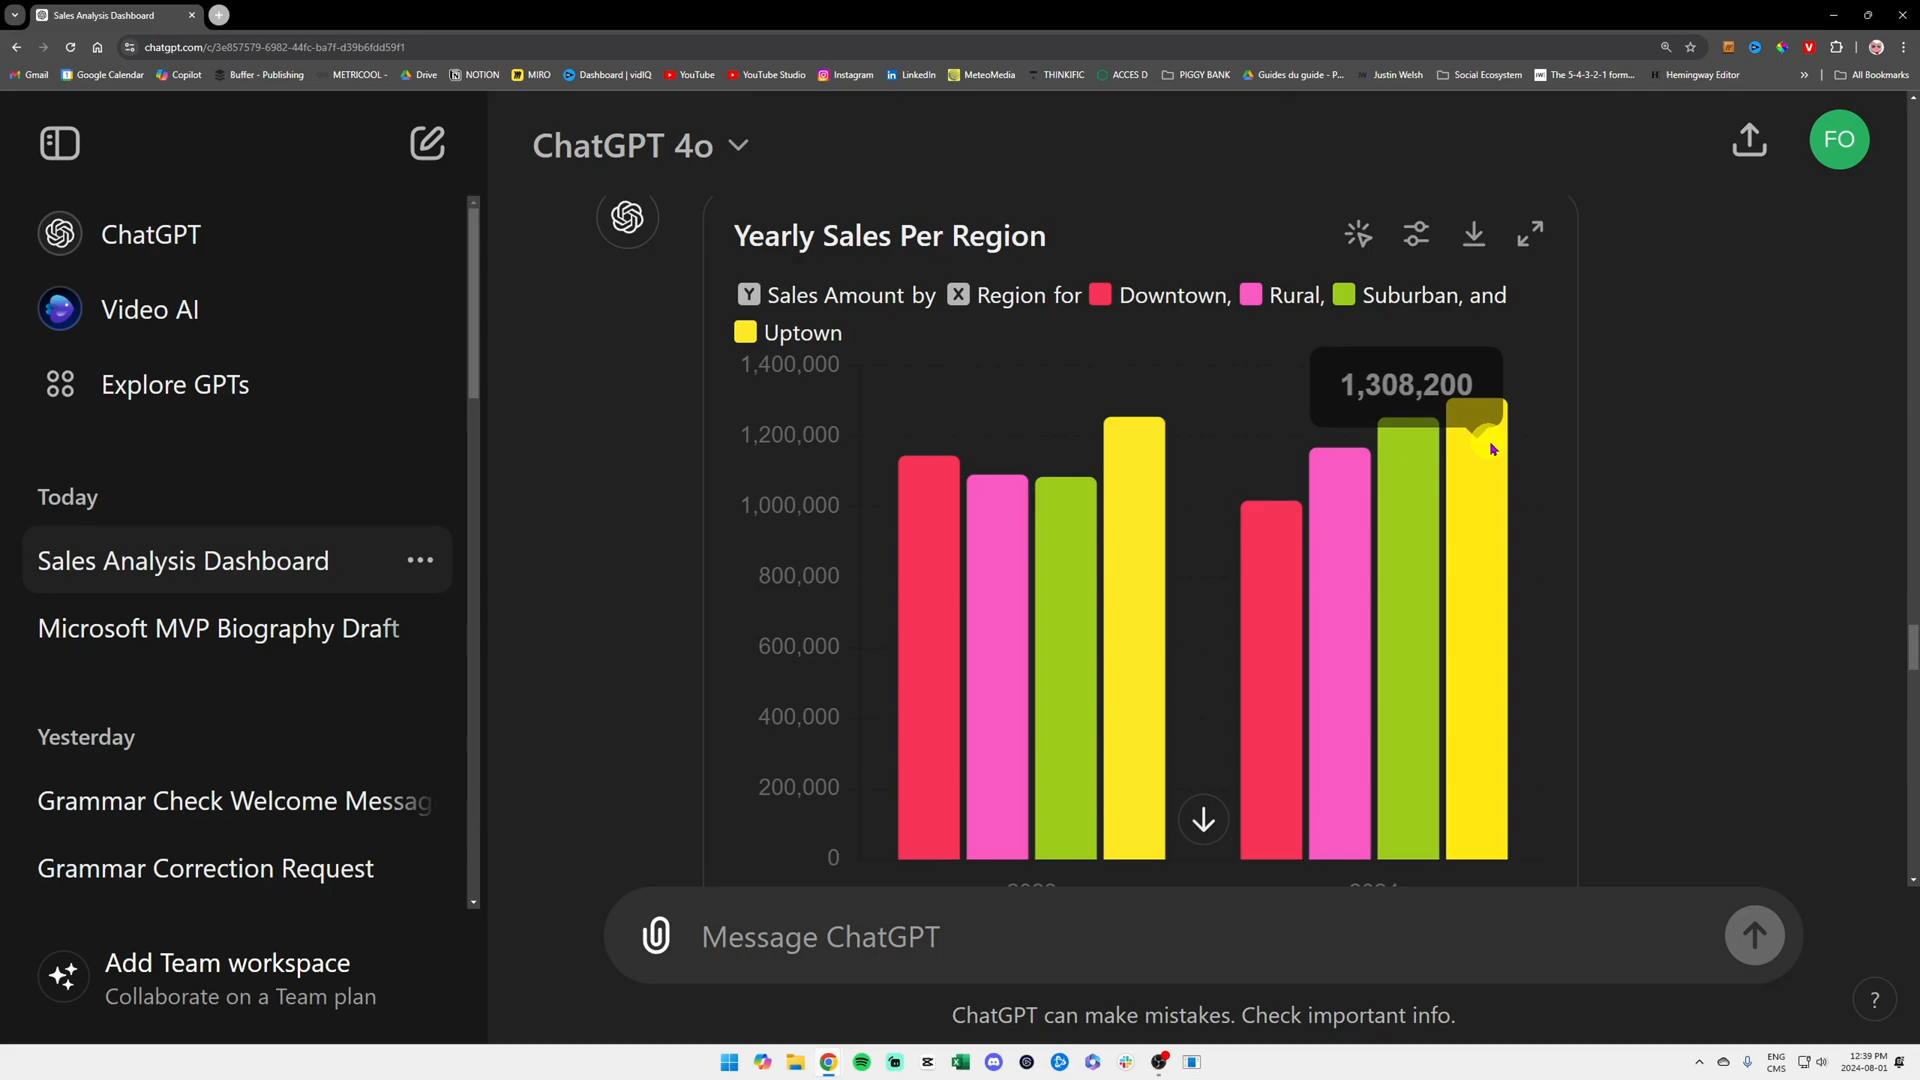 Sales Analysis Dashboard
chatgpt.com/c/3e857579-6982-44fc-ba7f-d39b6fdd59f1
Gmail
Google Calendar
Copilot
Buffer - Publishing
METRICOOL -
Drive
NOTION
MIRO
Dashboard | vidIQ
YouTube
YouTube Studio
Instagram
LinkedIn
MeteoMedia
THINKIFIC
ACCES D
PIGGY BANK
Guides du guide - P...
Justin Welsh
Social Ecosystem
The 5-4-3-2-1 form...
Hemingway Editor
»
All Bookmarks
ChatGPT
Video AI
Explore GPTs
Today
Sales Analysis Dashboard
Microsoft MVP Biography Draft
Yesterday
Grammar Check Welcome Messag
Grammar Correction Request
Add Team workspace
Collaborate on a Team plan
ChatGPT 4o
FO
Yearly Sales Per Region
Y Sales Amount by X Region for Downtown, Rural, Suburban, and
Uptown
1,400,000
1,200,000
1,000,000
800,000
600,000
400,000
200,000
0
1,308,200
Message ChatGPT
ChatGPT can make mistakes. Check important info.
?
ENG
CMS
12:39 PM
2024-08-01